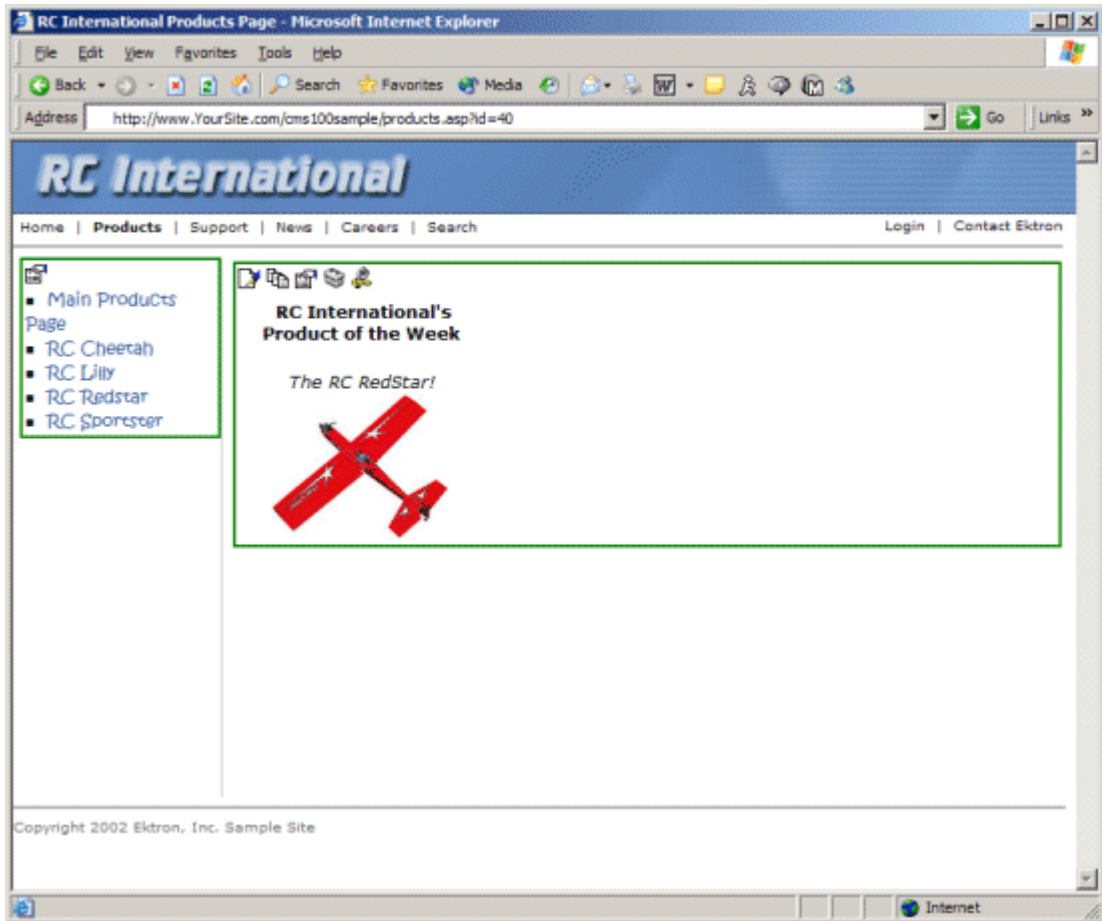 RC International Products Page - Microsoft Internet Explorer
File Edit View Favorites Tools Help
Back Search Favorites Media
Address http://www.YourSite.com/cms100sample/products.asp?id=40 Go Links »
RC International
Home | Products | Support | News | Careers | Search Login | Contact Ektron
Main Products
Page
RC Cheetah
RC Lilly
RC Redstar
RC Sportster
RC International's
Product of the Week
The RC RedStar!
Copyright 2002 Ektron, Inc. Sample Site
Internet